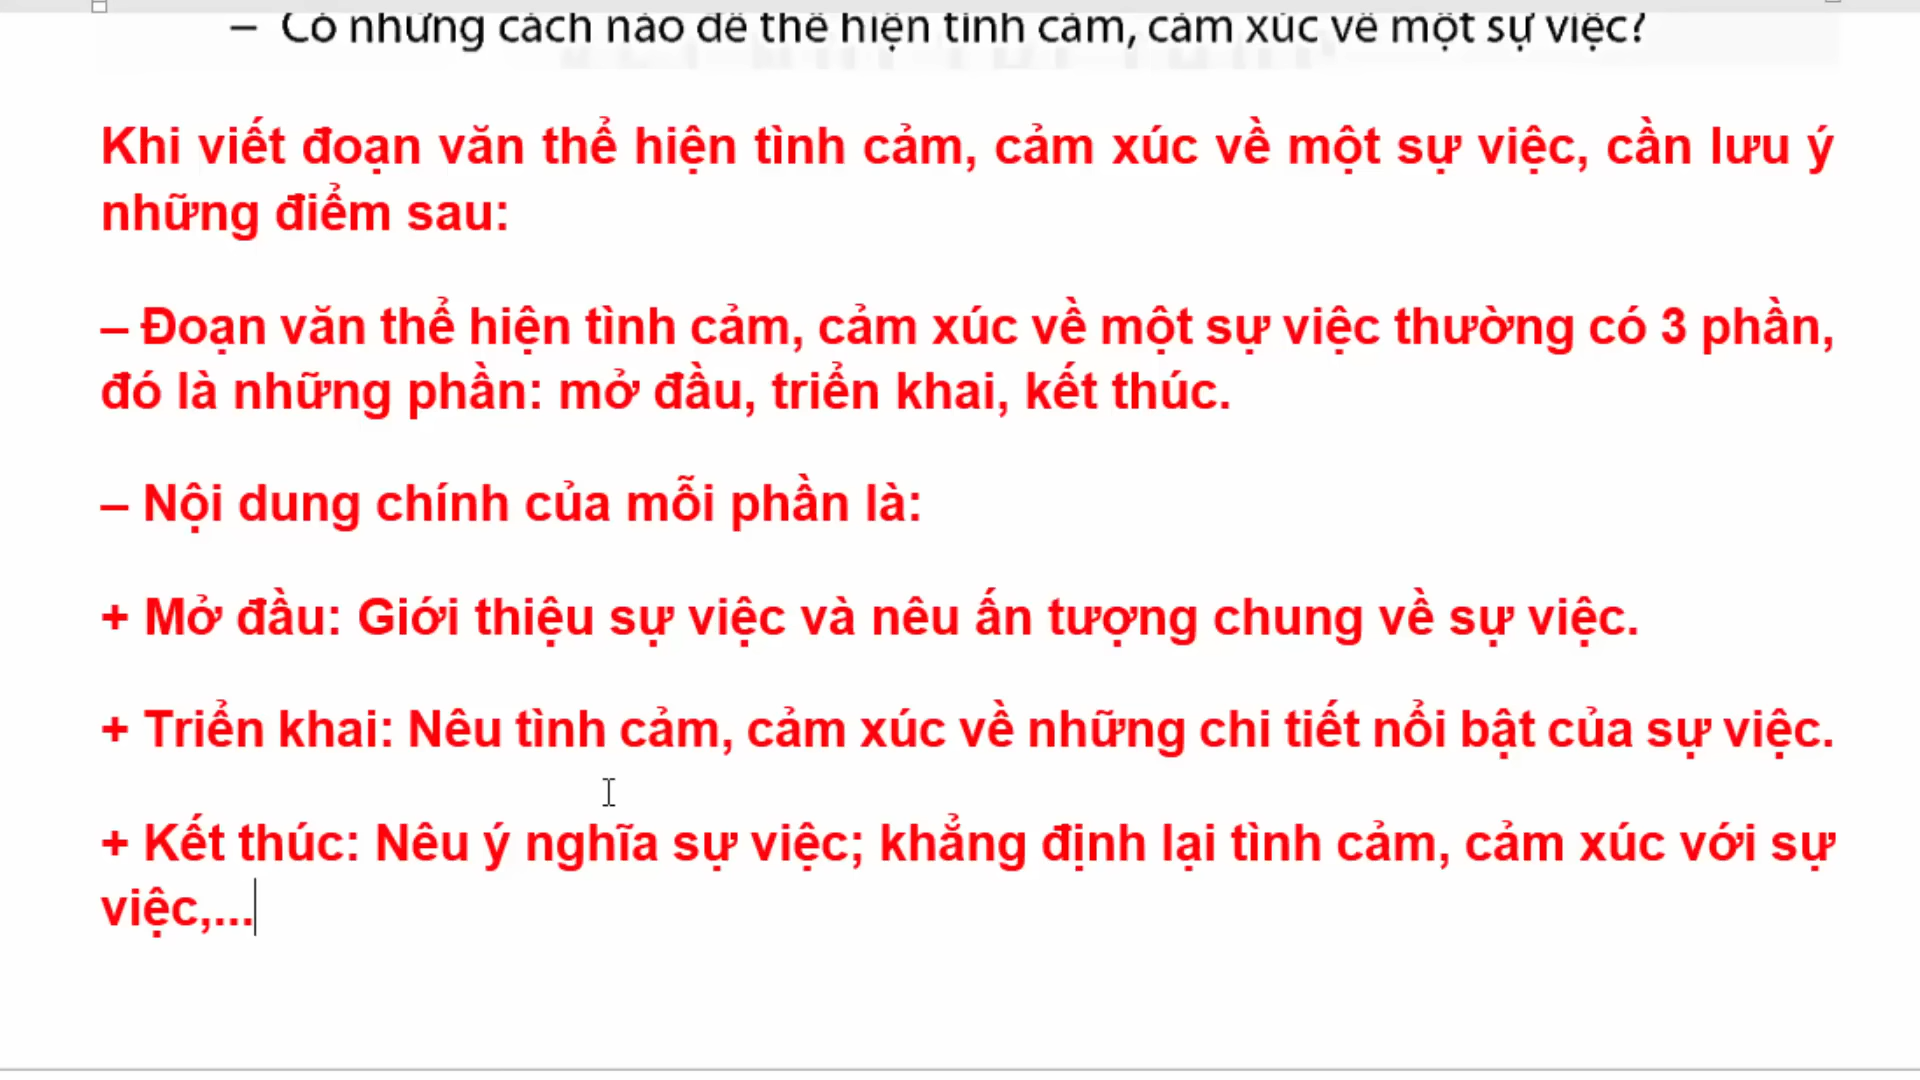 – Có những cách nào để thể hiện tình cảm, cảm xúc về một sự việc?
Khi viết đoạn văn thể hiện tình cảm, cảm xúc về một sự việc, cần lưu ý
những điểm sau:
– Đoạn văn thể hiện tình cảm, cảm xúc về một sự việc thường có 3 phần,
đó là những phần: mở đầu, triển khai, kết thúc.
– Nội dung chính của mỗi phần là:
+ Mở đầu: Giới thiệu sự việc và nêu ấn tượng chung về sự việc.
+ Triển khai: Nêu tình cảm, cảm xúc về những chi tiết nổi bật của sự việc.
+ Kết thúc: Nêu ý nghĩa sự việc; khẳng định lại tình cảm, cảm xúc với sự
việc,...